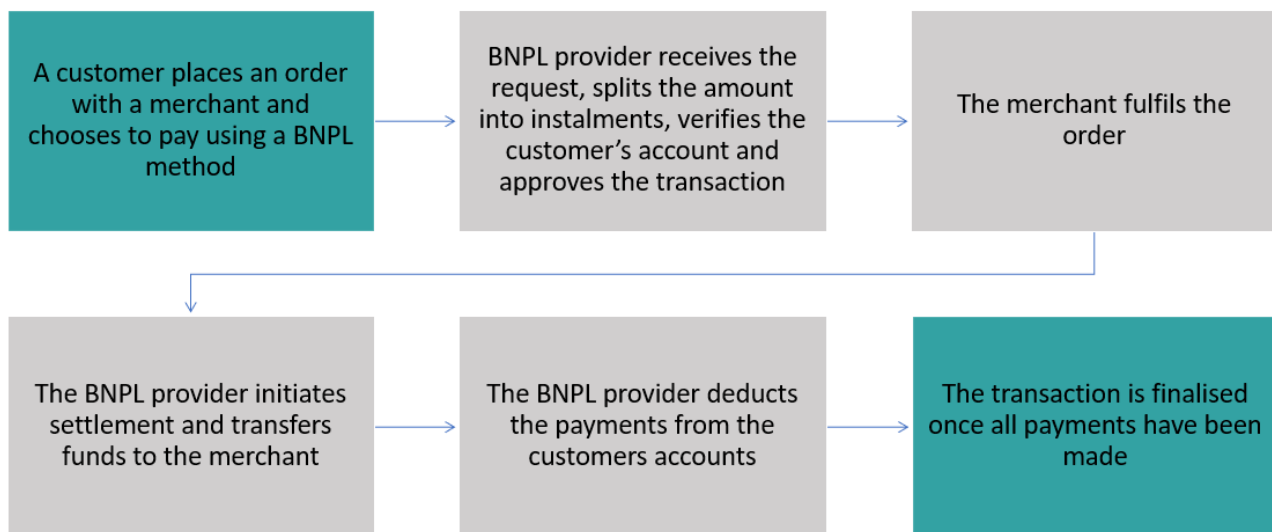 A customer places an order
with a merchant and
chooses to pay using a BNPL
method
BNPL provider receives the
request, splits the amount
into instalments, verifies the
customer’s account and
approves the transaction
The merchant fulfils the
order
The BNPL provider initiates
settlement and transfers
funds to the merchant
The BNPL provider deducts
the payments from the
customers accounts
The transaction is finalised
once all payments have been
made